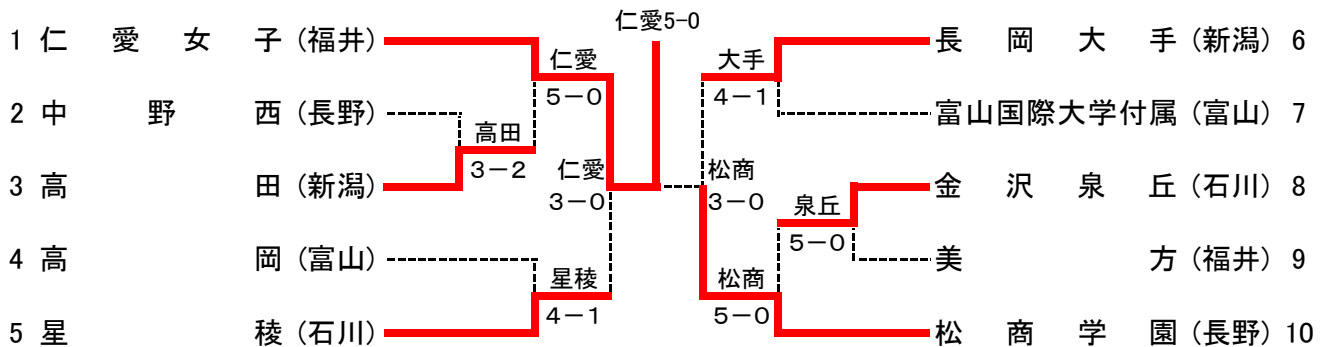 仁愛5-0
1 仁愛女子(福井) 長岡大手(新潟) 6
仁愛 大手
5-0 4-1
2 中野西(長野) 富山国際大学付属(富山) 7
高田
3-2 仁愛 松商
3 高田(新潟) 金沢泉丘(石川) 8
3-0 3-0 泉丘
5-0
4 高岡(富山) 美方(福井) 9
星稜 松商
4-1 5-0
5 星稜(石川) 松商学園(長野) 10